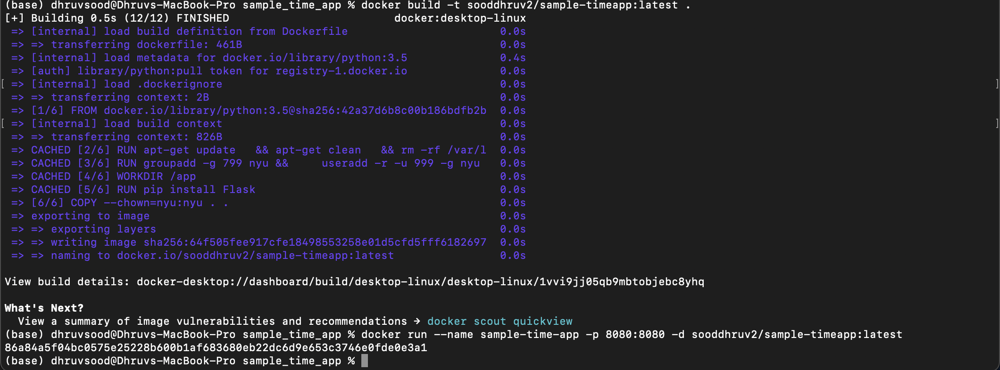 (base) dhruvsood@Dhruvs-MacBook-Pro sample_time_app % docker build -t sooddhruv2/sample-timeapp:latest .
[+] Building 0.5s (12/12) FINISHED docker:desktop-linux
=> [internal] load build definition from Dockerfile 0.0s
=> => transferring dockerfile: 461B 0.0s
=> [internal] load metadata for docker.io/library/python:3.5 0.4s
=> [auth] library/python:pull token for registry-1.docker.io 0.0s
[ => [internal] load .dockerignore 0.0s ]
=> => transferring context: 2B 0.0s
=> [1/6] FROM docker.io/library/python:3.5@sha256:42a37d6b8c00b186bdfb2b 0.0s
[ => [internal] load build context 0.0s ]
=> => transferring context: 826B 0.0s
=> CACHED [2/6] RUN apt-get update && apt-get clean && rm -rf /var/l 0.0s
=> CACHED [3/6] RUN groupadd -g 799 nyu && useradd -r -u 999 -g nyu 0.0s
=> CACHED [4/6] WORKDIR /app 0.0s
=> CACHED [5/6] RUN pip install Flask 0.0s
=> [6/6] COPY --chown=nyu:nyu . . 0.0s
=> exporting to image 0.0s
=> => exporting layers 0.0s
=> => writing image sha256:64f505fee917cfe18498553258e01d5cfd5fff6182697 0.0s
=> => naming to docker.io/sooddhruv2/sample-timeapp:latest 0.0s
View build details: docker-desktop://dashboard/build/desktop-linux/desktop-linux/1vvi9jj05qb9mbtobjebc8yhq
What's Next?
View a summary of image vulnerabilities and recommendations → docker scout quickview
(base) dhruvsood@Dhruvs-MacBook-Pro sample_time_app % docker run --name sample-time-app -p 8080:8080 -d sooddhruv2/sample-timeapp:latest
86a84a5f04bc0575e25228b600b1af683680eb22dc6d9e653c3746e0fde0e3a1
(base) dhruvsood@Dhruvs-MacBook-Pro sample_time_app %